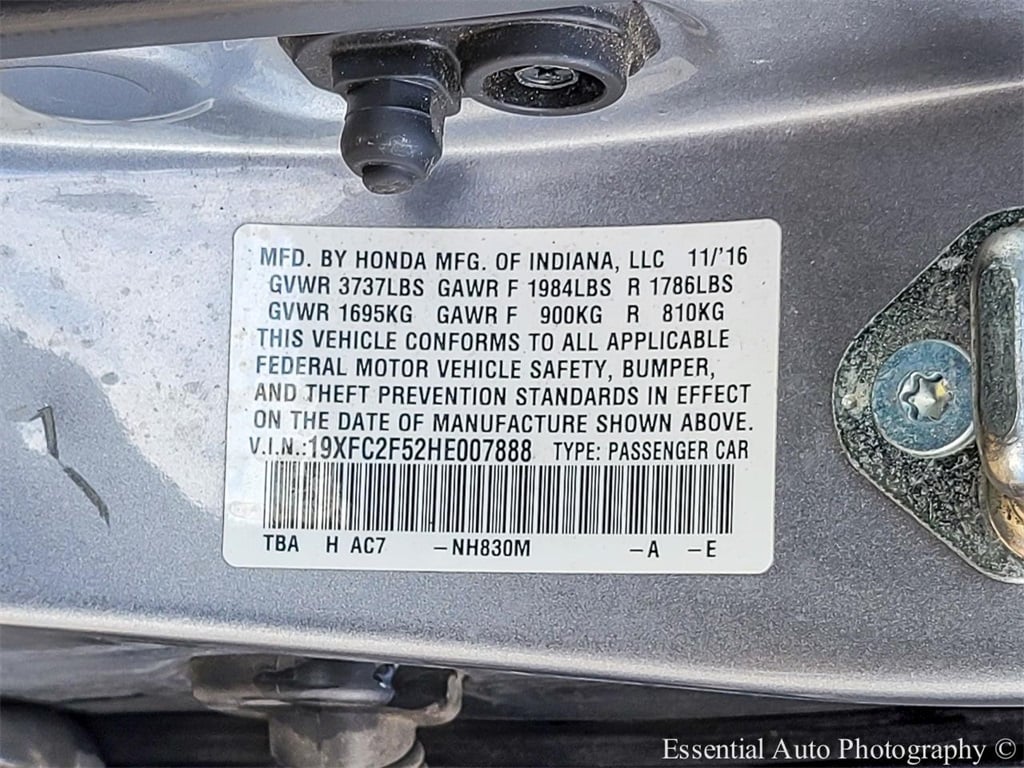 MFD. BY HONDA MFG. OF INDIANA, LLC 11/'16
GVWR 3737LBS GAWR F 1984LBS R 1786LBS
GVWR 1695KG GAWR F 900KG R 810KG
THIS VEHICLE CONFORMS TO ALL APPLICABLE
FEDERAL MOTOR VEHICLE SAFETY, BUMPER,
AND THEFT PREVENTION STANDARDS IN EFFECT
ON THE DATE OF MANUFACTURE SHOWN ABOVE.
V.I.N.:19XFC2F52HE007888 TYPE: PASSENGER CAR
TBA H AC7 -NH830M -A -E
Essential Auto Photography ©